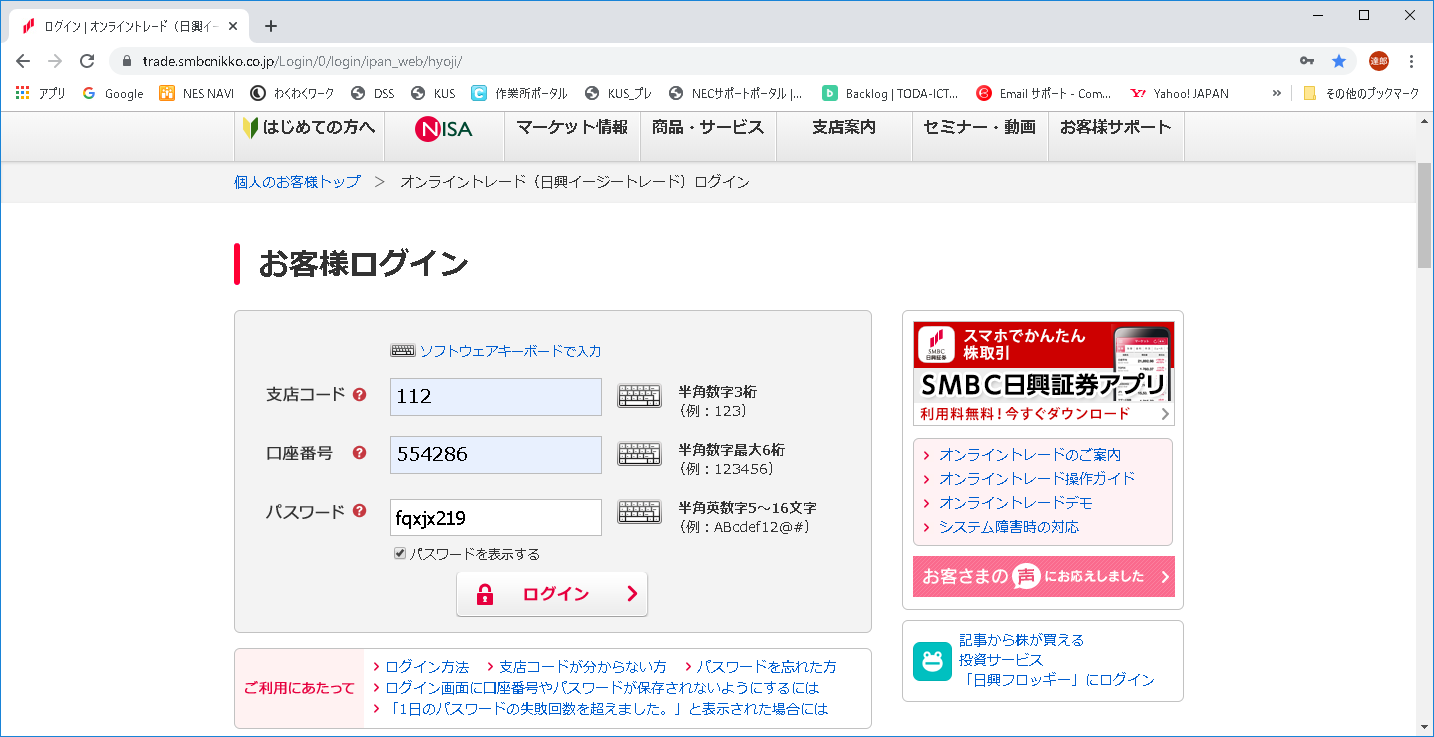 ログイン | オンライントレード（日興イー
trade.smbcnikko.co.jp/Login/0/login/ipan_web/hyoji/
達郎
アプリ Google NES NAVI わくわくワーク DSS KUS 作業所ポータル KUS_プレ NECサポートポータル |... Backlog | TODA-ICT... Email サポート - Com... Yahoo! JAPAN » その他のブックマーク
はじめての方へ NISA マーケット情報 商品・サービス 支店案内 セミナー・動画 お客様サポート
個人のお客様トップ ＞ オンライントレード（日興イージートレード）ログイン
お客様ログイン
ソフトウェアキーボードで入力
支店コード ? 112 半角数字3桁
（例：123）
口座番号 ? 554286 半角数字最大6桁
（例：123456）
パスワード ? fqxjx219 半角英数字5～16文字
（例：ABcdef12@#）
パスワードを表示する
ログイン
ご利用にあたって
ログイン方法 支店コードが分からない方 パスワードを忘れた方
ログイン画面に口座番号やパスワードが保存されないようにするには
「1日のパスワードの失敗回数を超えました。」と表示された場合には
SMBC
日興証券
スマホでかんたん
株取引
SMBC日興証券アプリ
利用料無料！今すぐダウンロード
オンライントレードのご案内
オンライントレード操作ガイド
オンライントレードデモ
システム障害時の対応
お客さまの声にお応えしました
記事から株が買える
投資サービス
「日興フロッギー」にログイン